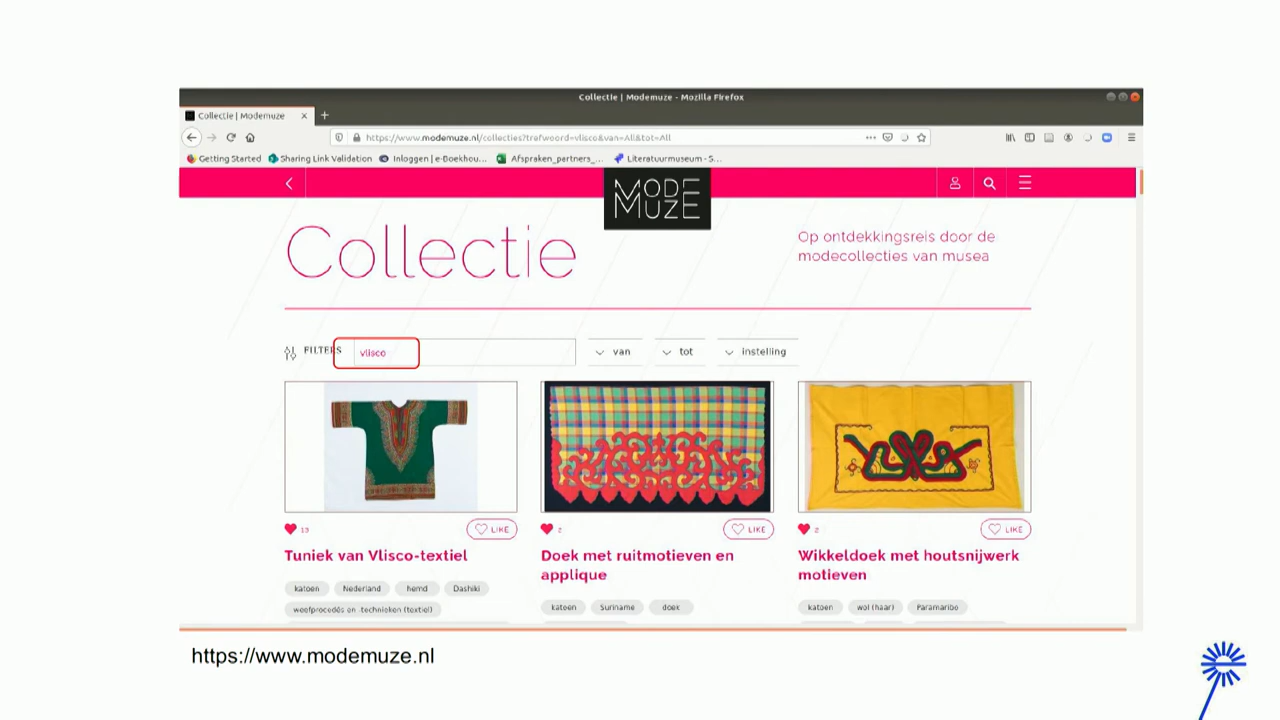 Collectie | Modemuze - Mozilla Firefox
Collectie | Modemuze
https://www.modemuze.nl/collecties?trefwoord=vlisco&van=All&tot=All
Getting Started Sharing Link Validation Inloggen | e-Boekhou... Afspraken_partners_... Literatuurmuseum - S...
MODE
MUZE
Collectie
Op ontdekkingsreis door de
modecollecties van musea
FILTERS vlisco van tot instelling
13 LIKE 2 LIKE 2 LIKE
Tuniek van Vlisco-textiel
Doek met ruitmotieven en
applique
Wikkeldoek met houtsnijwerk
motieven
katoen Nederland hemd Dashiki
weefprocedés en -technieken (textiel)
katoen Suriname doek
katoen wol (haar) Paramaribo
https://www.modemuze.nl